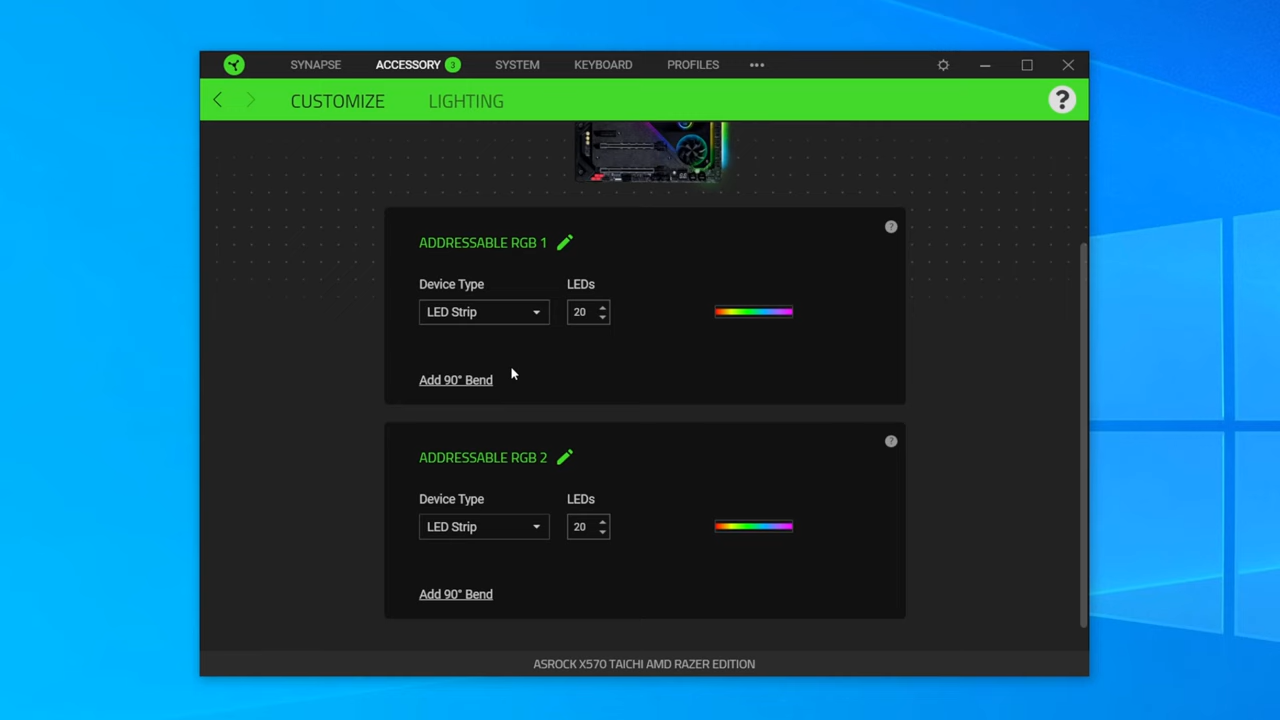 SYNAPSE ACCESSORY 3 SYSTEM KEYBOARD PROFILES •••
CUSTOMIZE LIGHTING ?
ADDRESSABLE RGB 1 ?
Device Type LEDs
LED Strip 20
Add 90° Bend
ADDRESSABLE RGB 2 ?
Device Type LEDs
LED Strip 20
Add 90° Bend
ASROCK X570 TAICHI AMD RAZER EDITION